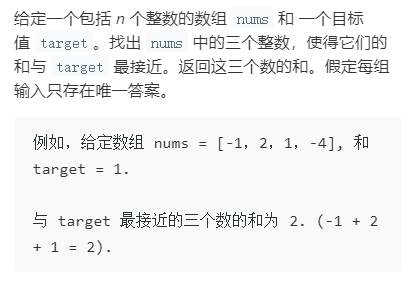 给定一个包括 n 个整数的数组 nums 和 一个目标
值 target。找出 nums 中的三个整数，使得它们的
和与 target 最接近。返回这三个数的和。假定每组
输入只存在唯一答案。
例如，给定数组 nums = [-1，2，1，-4], 和
target = 1.
与 target 最接近的三个数的和为 2. (-1 + 2
+ 1 = 2).